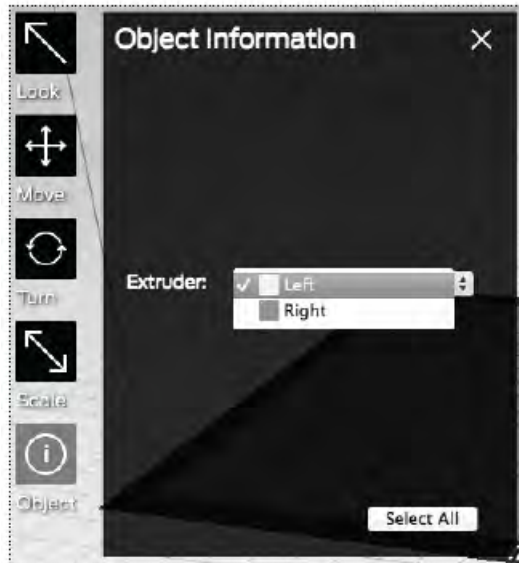 Object Information
Look
Move
Turn
Scale
Object
Extruder:
✓ Left
Right
Select All